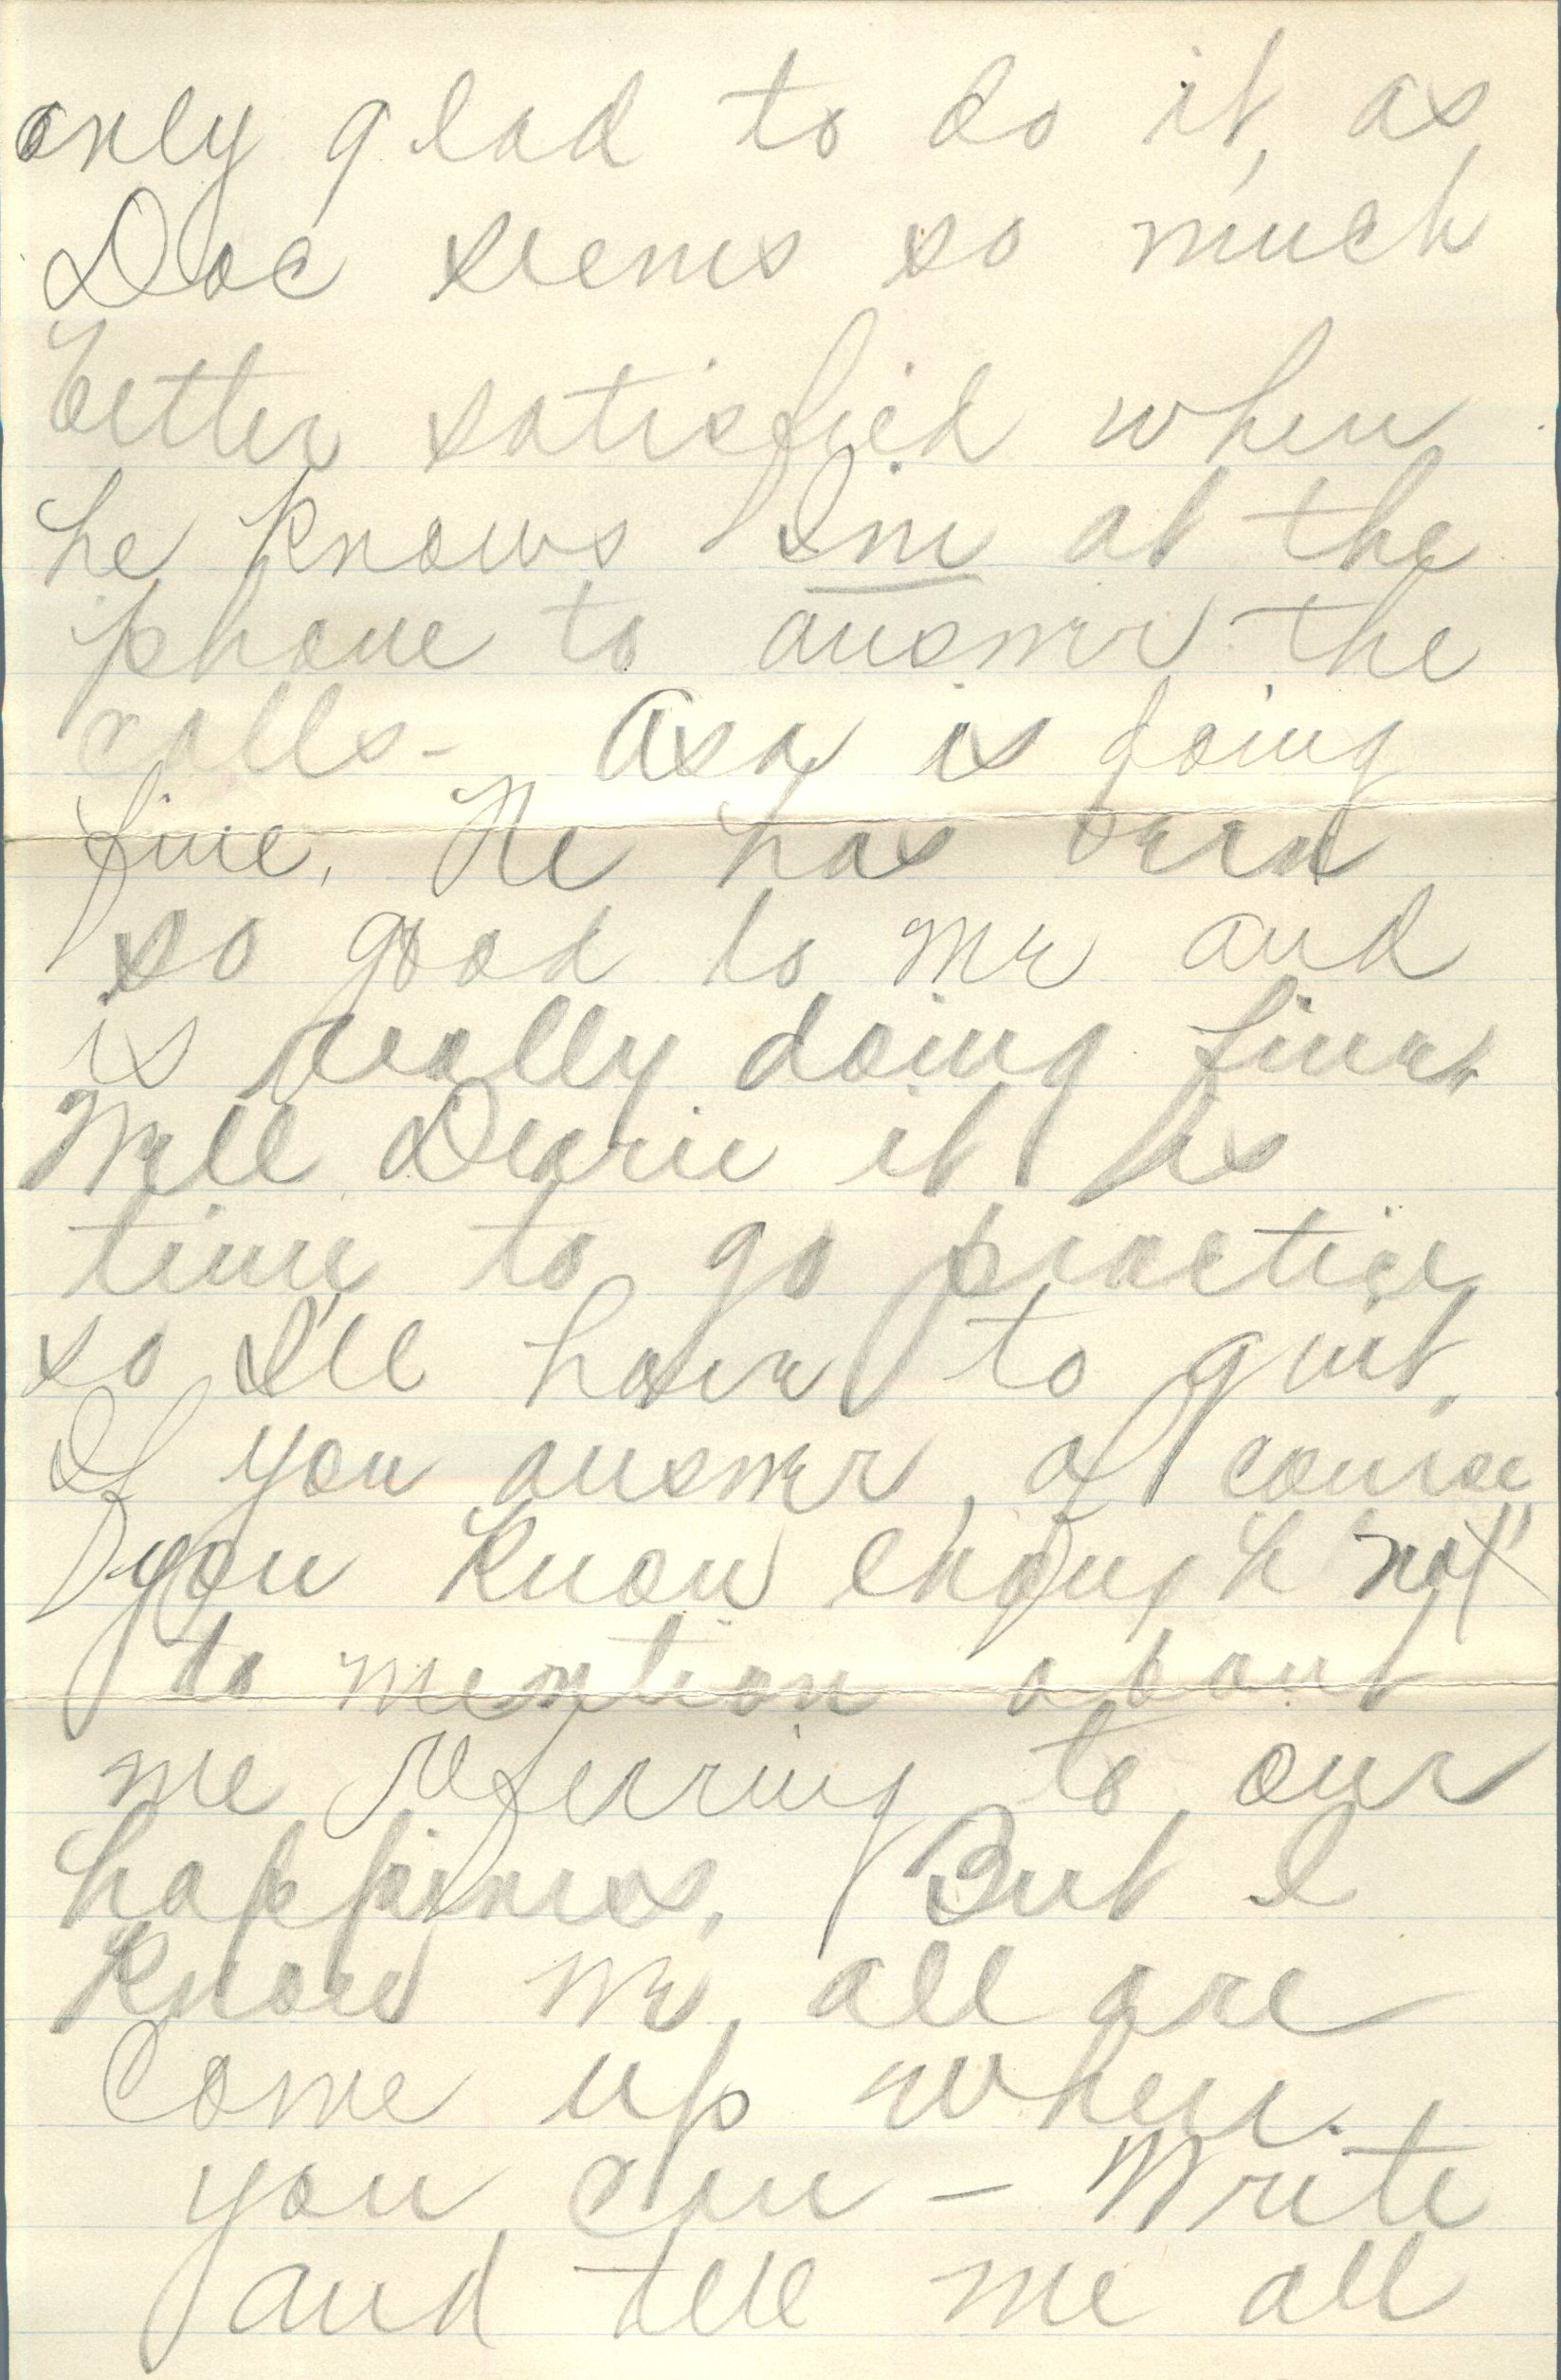 only glad to do it, as
Doc seems so much
better satisfied when
he knows I'm at the
phone to answer the
calls - Asa is doing
fine. He has been
so good to me and
is really doing fine.
Well Dearie it is
time to go practice
so I'll have to quit.
If you answer, of course
you know enough "not"
to mention about
me referring to our
happiness. But I
know we all are
Come up when
you can - Write
and tell me all